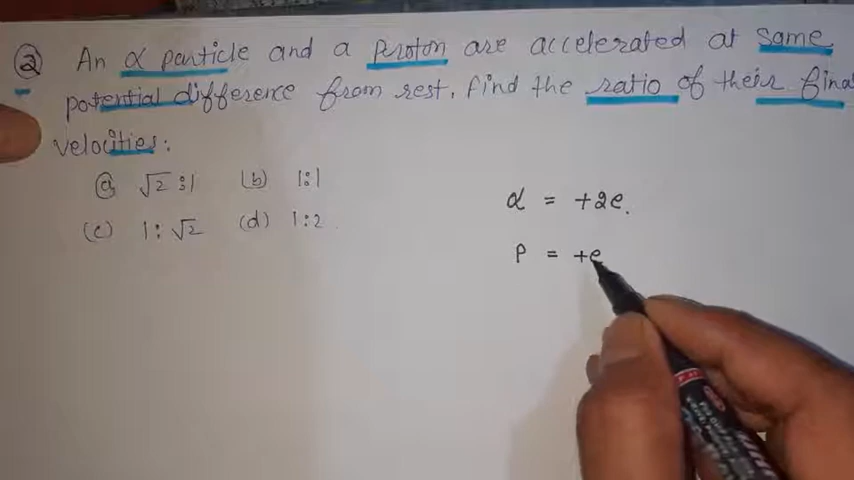 ② An α particle and a proton are accelerated at same
potential difference from rest, find the ratio of their final
velocities:
(a) √2 : 1 (b) 1:1
(c) 1 : √2 (d) 1:2
α = +2e.
P = +e